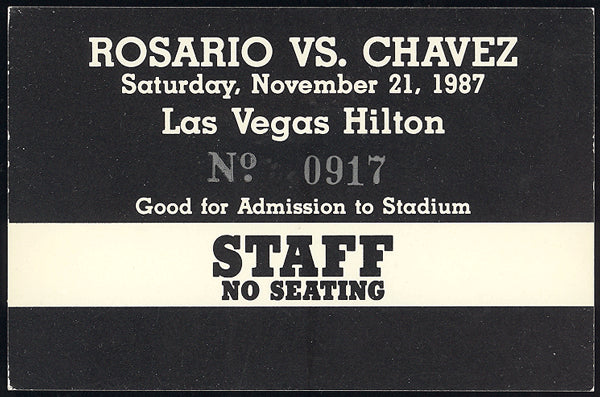 ROSARIO VS. CHAVEZ
Saturday, November 21, 1987
Las Vegas Hilton
Nº 0917
Good for Admission to Stadium
STAFF
NO SEATING